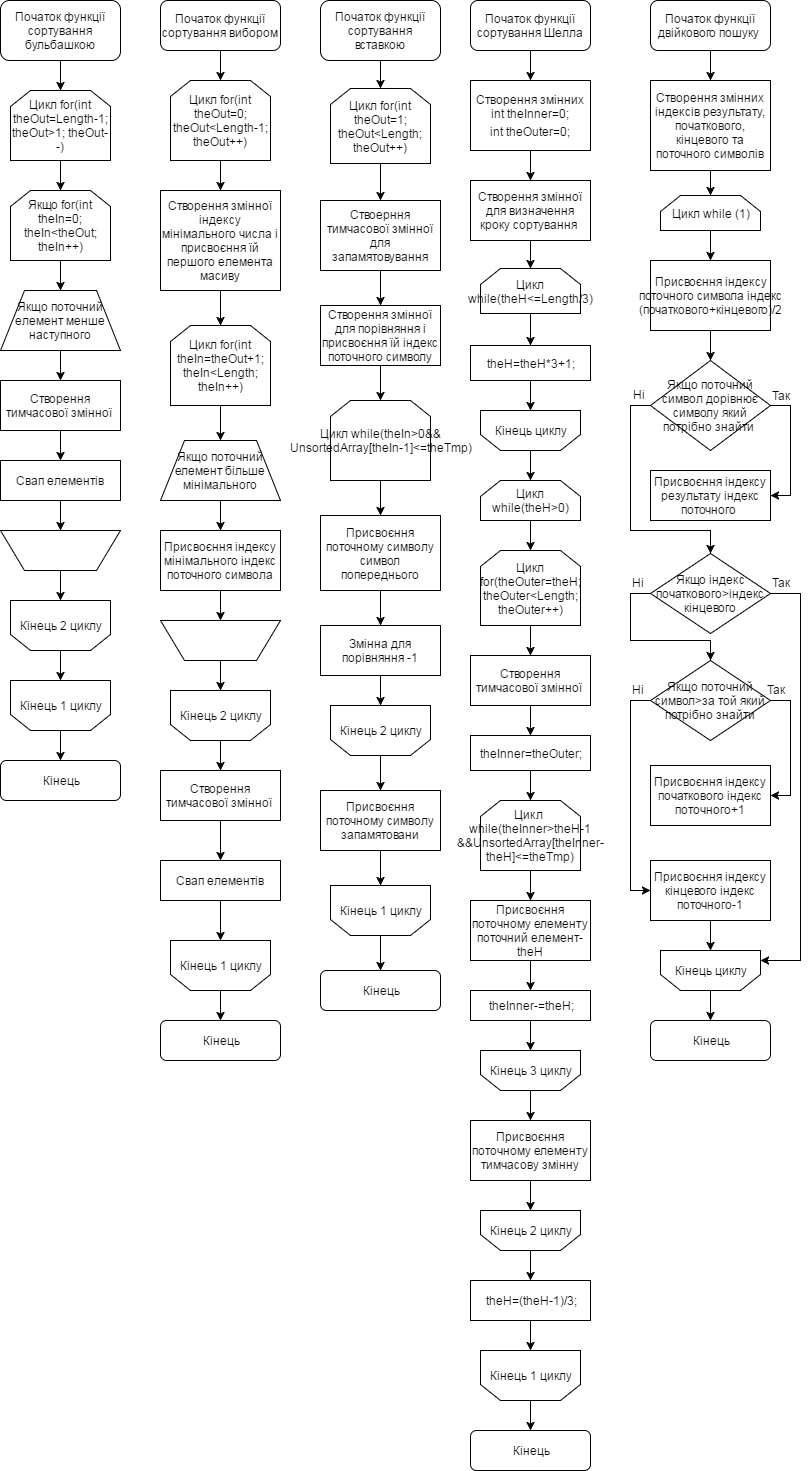 Початок функції
сортування
бульбашкою
Цикл for(int
theOut=Length-1;
theOut>1; theOut-
-)
Якщо for(int
theIn=0;
theIn<theOut;
theIn++)
Якщо поточний
елемент менше
наступного
Створення
тимчасової змінної
Свап елементів
Кінець 2 циклу
Кінець 1 циклу
Кінець
Початок функції
сортування вибором
Цикл for(int
theOut=0;
theOut<Length-1;
theOut++)
Створення змінної
індексу
мінімального числа і
присвоєння їй
першого елемента
масиву
Цикл for(int
theIn=theOut+1;
theIn<Length;
theIn++)
Якщо поточний
елемент більше
мінімального
Присвоєння індексу
мінімального індекс
поточного символа
Кінець 2 циклу
Створення
тимчасової змінної
Свап елементів
Кінець 1 циклу
Кінець
Початок функції
сортування
вставкою
Цикл for(int
theOut=1;
theOut<Length;
theOut++)
Ствоерння
тимчасової змінної
для
запамятовування
Створення змінної
для порівняння і
присвоєння їй індекс
поточного символу
Цикл while(theIn>0&&
UnsortedArray[theIn-1]<=theTmp)
Присвоєння
поточному символу
символ
попереднього
Змінна для
порівняння -1
Кінець 2 циклу
Присвоєння
поточному символу
запамятовани
Кінець 1 циклу
Кінець
Початок функції
сортування Шелла
Створення змінних
int theInner=0;
int theOuter=0;
Створення змінної
для визначення
кроку сортування
Цикл
while(theH<=Length/3)
theH=theH*3+1;
Кінець циклу
Цикл
while(theH>0)
Цикл
for(theOuter=theH;
theOuter<Length;
theOuter++)
Створення
тимчасової змінної
theInner=theOuter;
Цикл
while(theInner>theH-1
&&UnsortedArray[theInner-
theH]<=theTmp)
Присвоєння
поточному елементу
поточний елемент-
theH
theInner-=theH;
Кінець 3 циклу
Присвоєння
поточному елементу
тимчасову змінну
Кінець 2 циклу
theH=(theH-1)/3;
Кінець 1 циклу
Кінець
Початок функції
двійкового пошуку
Створення змінних
індексів результату,
початкового,
кінцевого та
поточного символів
Цикл while (1)
Присвоєння індексу
поточного символа індекс
(початкового+кінцевого)/2
Якщо поточний
символ дорівнює
символу який
потрібно знайти
Ні
Так
Присвоєння індексу
результату індекс
поточного
Якщо індекс
початкового>індекс
кінцевого
Ні
Так
Якщо поточний
символ>за той який
потрібно знайти
Ні
Так
Присвоєння індексу
початкового індекс
поточного+1
Присвоєння індексу
кінцевого індекс
поточного-1
Кінець циклу
Кінець